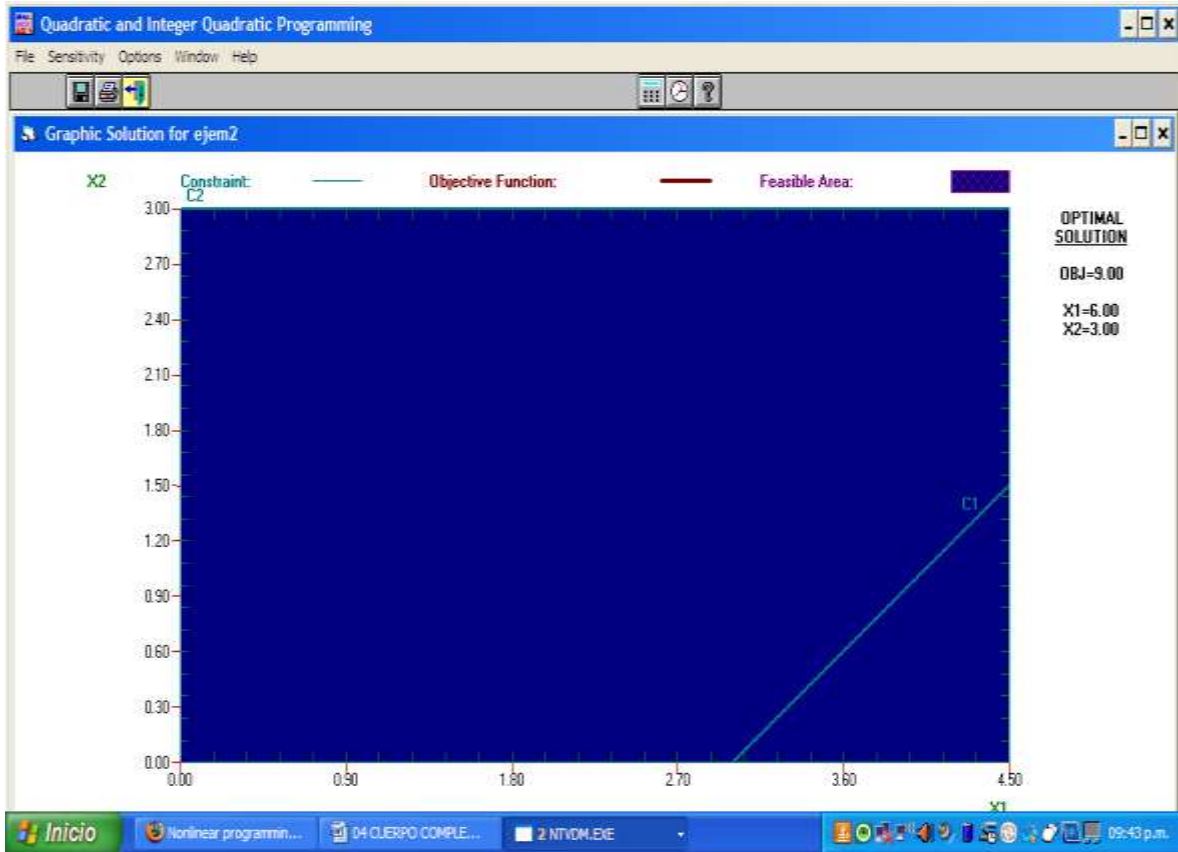 Quadratic and Integer Quadratic Programming
File Sensitivity Options Window Help
Graphic Solution for ejem2
X2 Constraint: Objective Function: Feasible Area:
C2
3.00
2.70
2.40
2.10
1.80
1.50
1.20
0.90
0.60
0.30
0.00
C1
0.00 0.90 1.80 2.70 3.60 4.50
X1
OPTIMAL
SOLUTION
OBJ=9.00
X1=6.00
X2=3.00
Inicio Nonlinear programmin... 04 CUERPO COMPLE... 2 NTVDM.EXE 09:43 p.m.